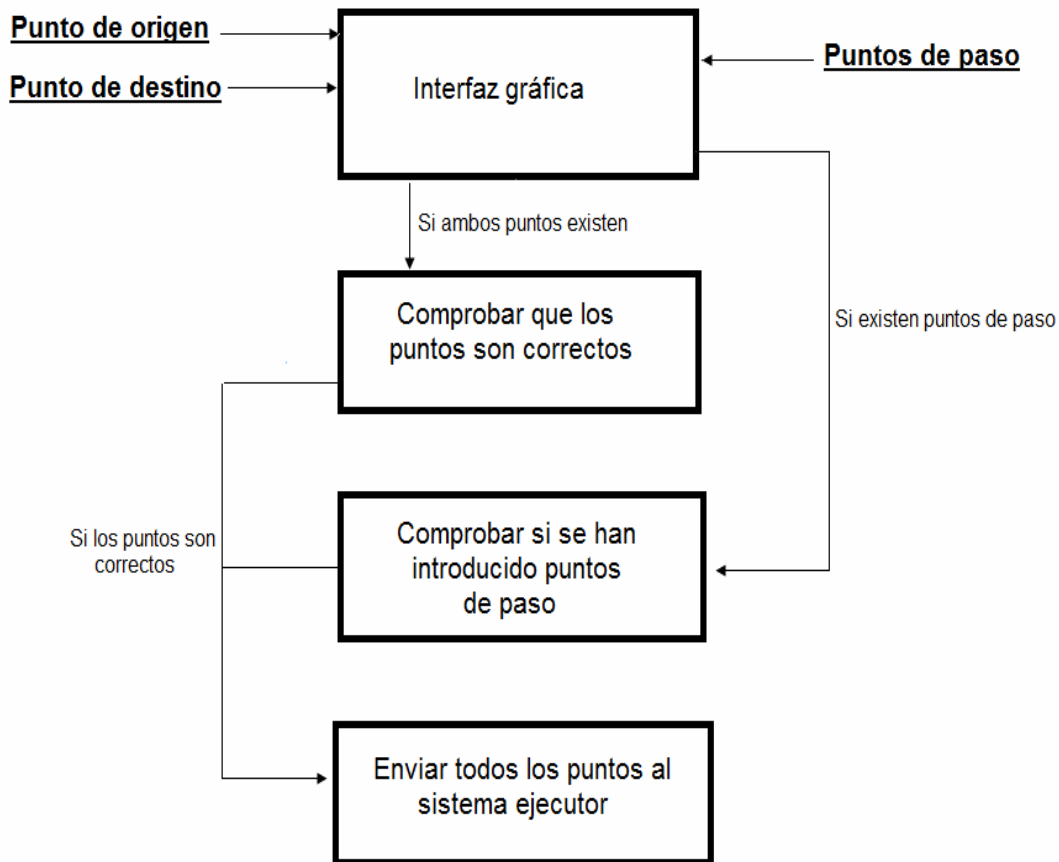 Punto de origen
Punto de destino
Interfaz gráfica
Puntos de paso
Si ambos puntos existen
Comprobar que los
puntos son correctos
Si existen puntos de paso
Si los puntos son
correctos
Comprobar si se han
introducido puntos
de paso
Enviar todos los puntos al
sistema ejecutor